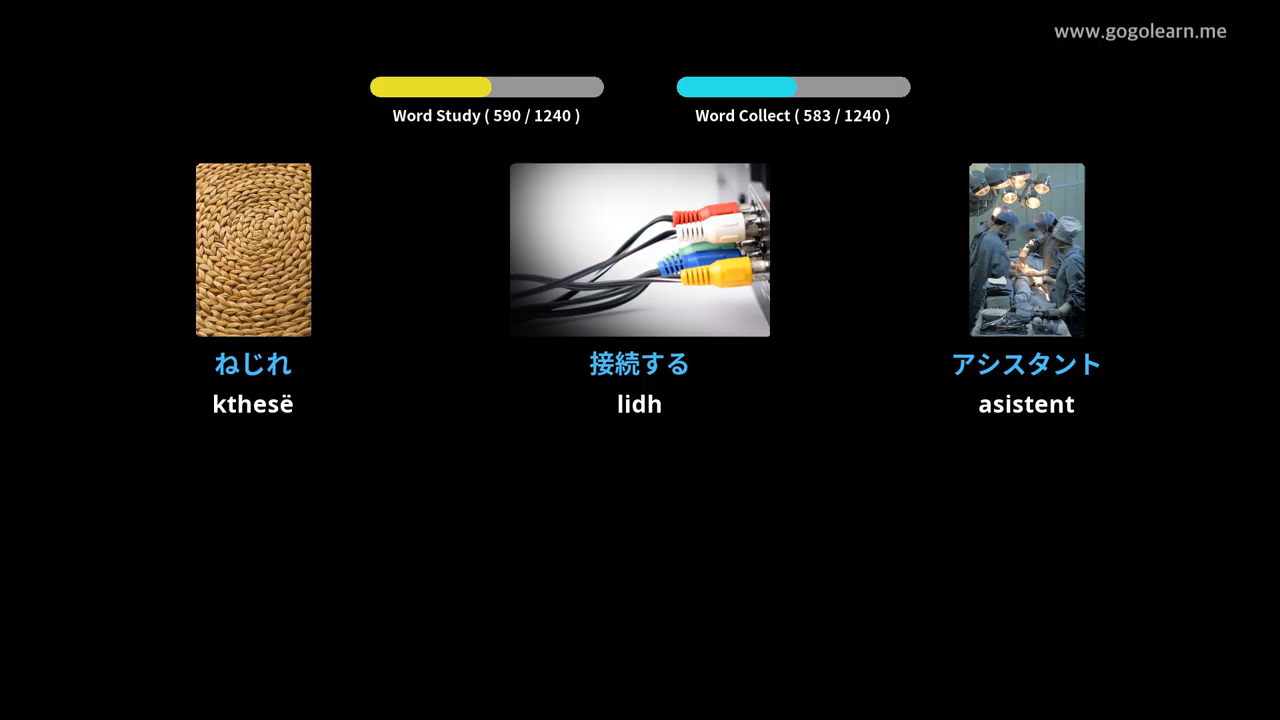 www.gogolearn.me
Word Study ( 590 / 1240 )
Word Collect ( 583 / 1240 )
ねじれ
接続する
アシスタント
kthesë
lidh
asistent